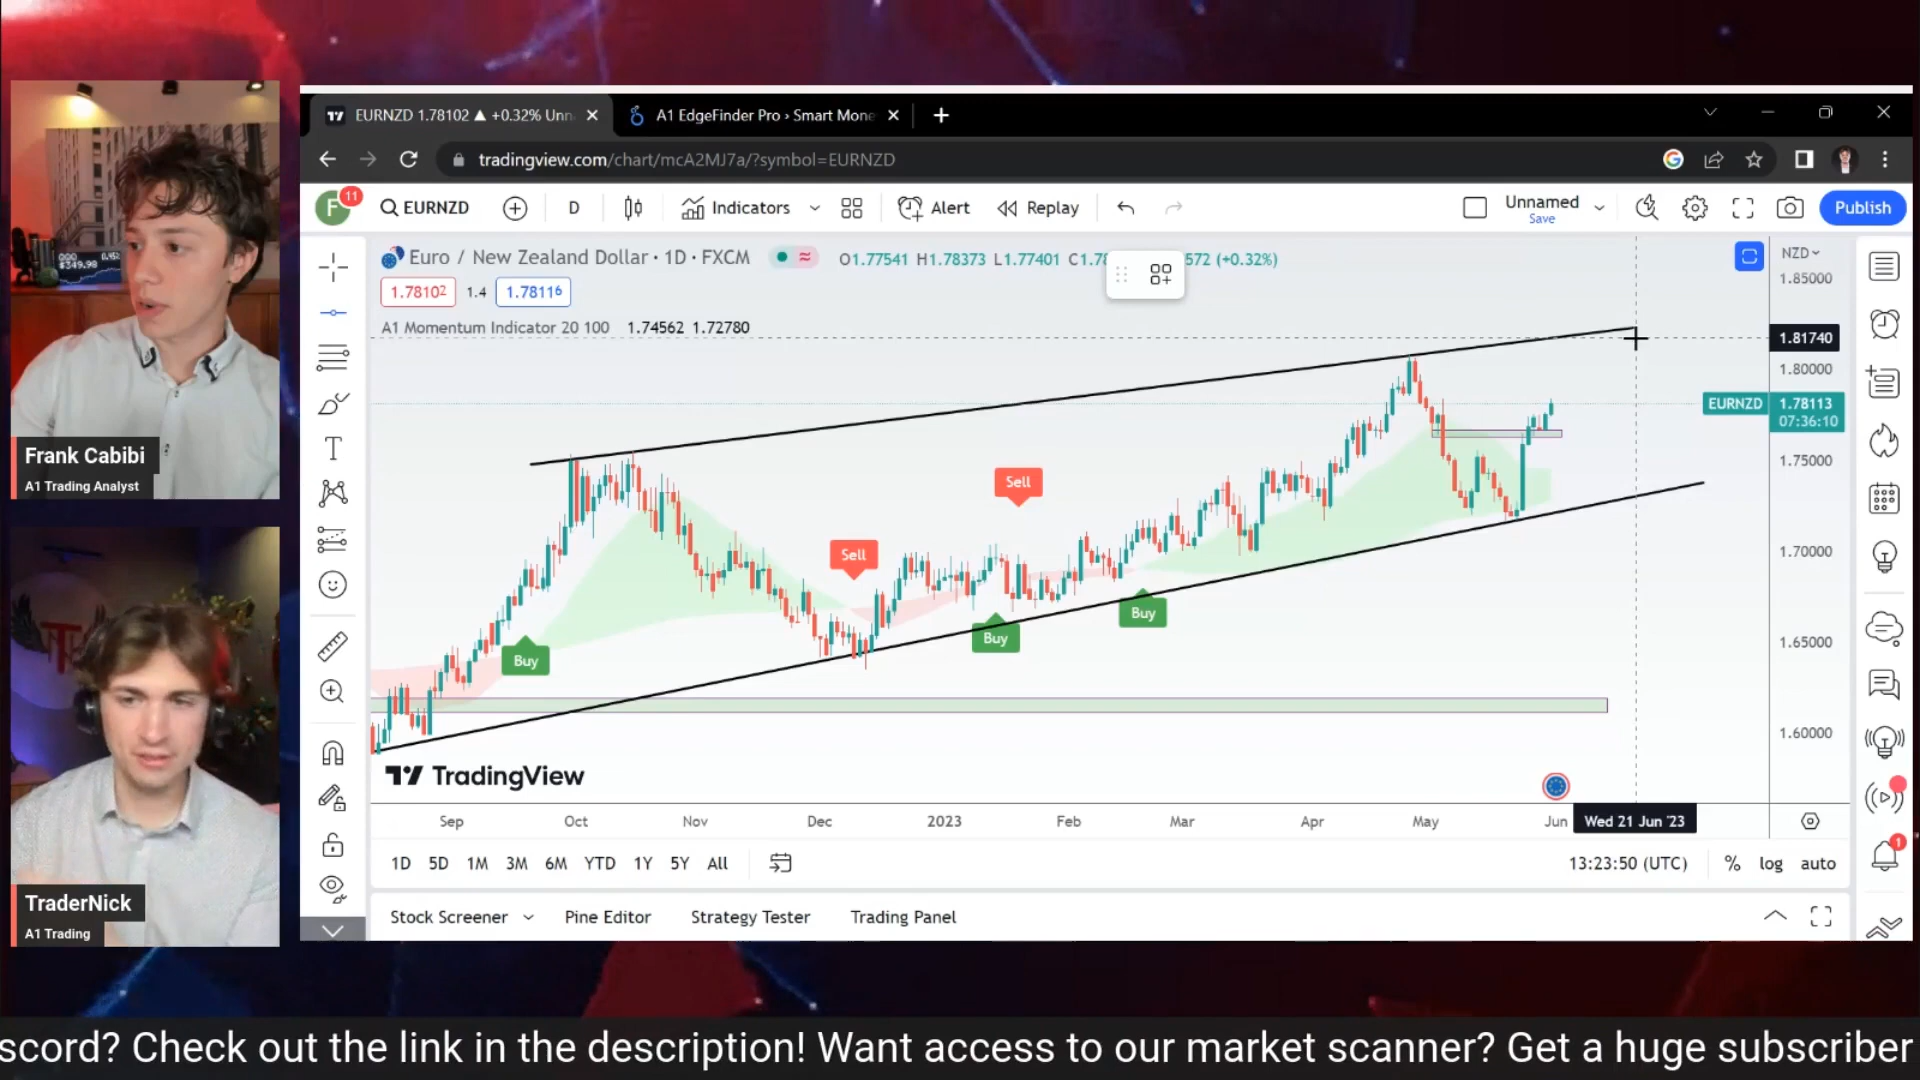 EURNZD 1.78102 ▲ +0.32% Unn
A1 EdgeFinder Pro › Smart Mone
tradingview.com/chart/mcA2MJ7a/?symbol=EURNZD
F
11
EURNZD
D
Indicators
Alert
Replay
Unnamed
Save
Publish
Euro / New Zealand Dollar · 1D · FXCM
O1.77541 H1.78373 L1.77401 C1.78
572 (+0.32%)
1.78102
1.4
1.78116
A1 Momentum Indicator 20 100 1.74562 1.72780
NZD
1.85000
1.81740
1.80000
EURNZD
1.78113
07:36:10
1.75000
1.70000
1.65000
1.60000
Sell
Sell
Buy
Buy
Buy
TradingView
Sep
Oct
Nov
Dec
2023
Feb
Mar
Apr
May
Jun
Wed 21 Jun '23
1D 5D 1M 3M 6M YTD 1Y 5Y All
13:23:50 (UTC)
% log auto
Stock Screener
Pine Editor
Strategy Tester
Trading Panel
1
$349.98
Frank Cabibi
A1 Trading Analyst
TraderNick
A1 Trading
scord? Check out the link in the description! Want access to our market scanner? Get a huge subscriber